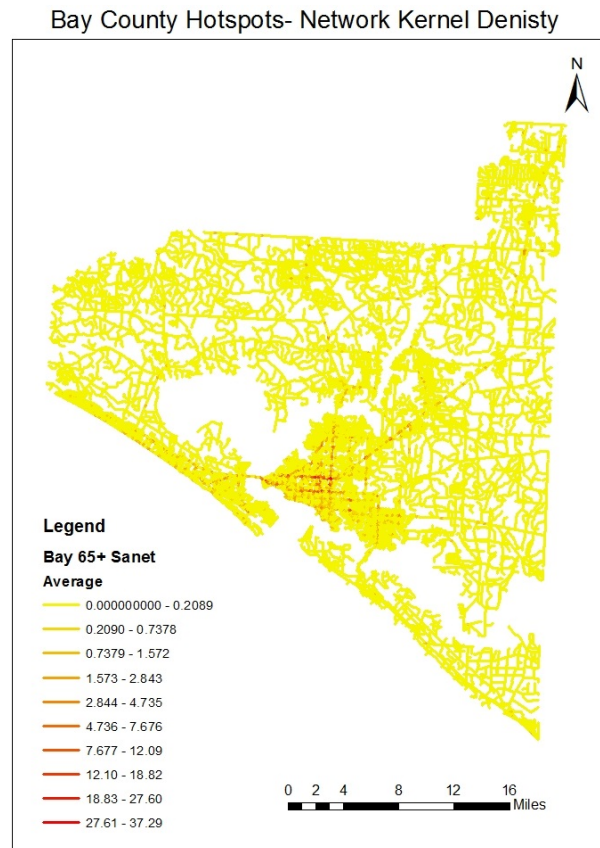 Bay County Hotspots- Network Kernel Denisty
N
Legend
Bay 65+ Sanet
Average
0.000000000 - 0.2089
0.2090 - 0.7378
0.7379 - 1.572
1.573 - 2.843
2.844 - 4.735
4.736 - 7.676
7.677 - 12.09
12.10 - 18.82
18.83 - 27.60
27.61 - 37.29
0 2 4 8 12 16
Miles